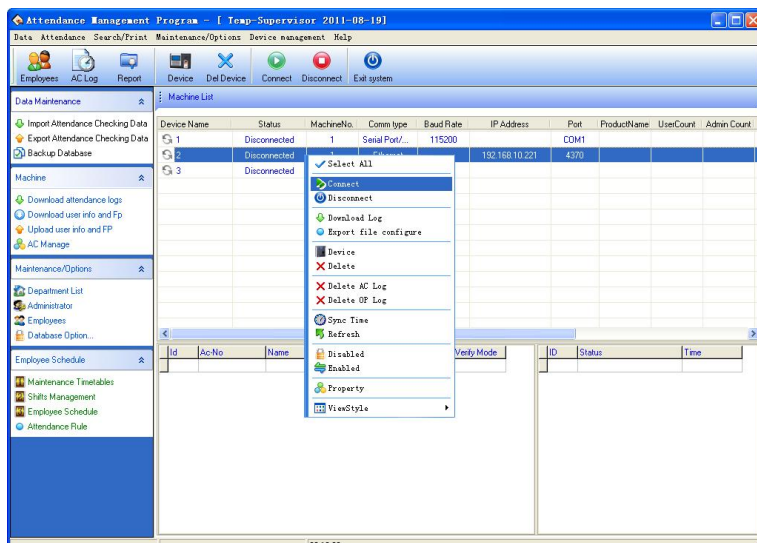 Attendance Management Program - [ Temp-Supervisor 2011-08-19]
Data Attendance Search/Print Maintenance/Options Device management Help
Employees AC Log Report Device Del Device Connect Disconnect Exit system
Data Maintenance
Import Attendance Checking Data
Export Attendance Checking Data
Backup Database
Machine
Download attendance logs
Download user info and Fp
Upload user info and FP
AC Manage
Maintenance/Options
Department List
Administrator
Employees
Database Option...
Employee Schedule
Maintenance Timetables
Shifts Management
Employee Schedule
Attendance Rule
Machine List
Device Name Status MachineNo. Comm type Baud Rate IP Address Port ProductName UserCount Admin Count
1 Disconnected 1 Serial Port/... 115200 COM1
2 Disconnected 192.168.10.221 4370
3 Disconnected
Select All
Connect
Disconnect
Download Log
Export file configure
Device
Delete
Delete AC Log
Delete OP Log
Sync Time
Refresh
Disabled
Enabled
Property
ViewStyle
Id Ac-No Name Verify Mode
ID Status Time